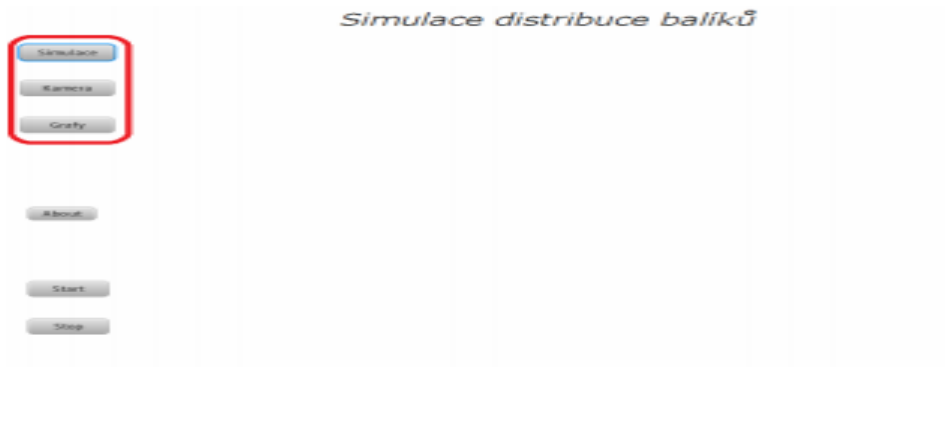 Simulace distribuce balíků
Simulace
Kamera
Grafy
About
Start
Stop